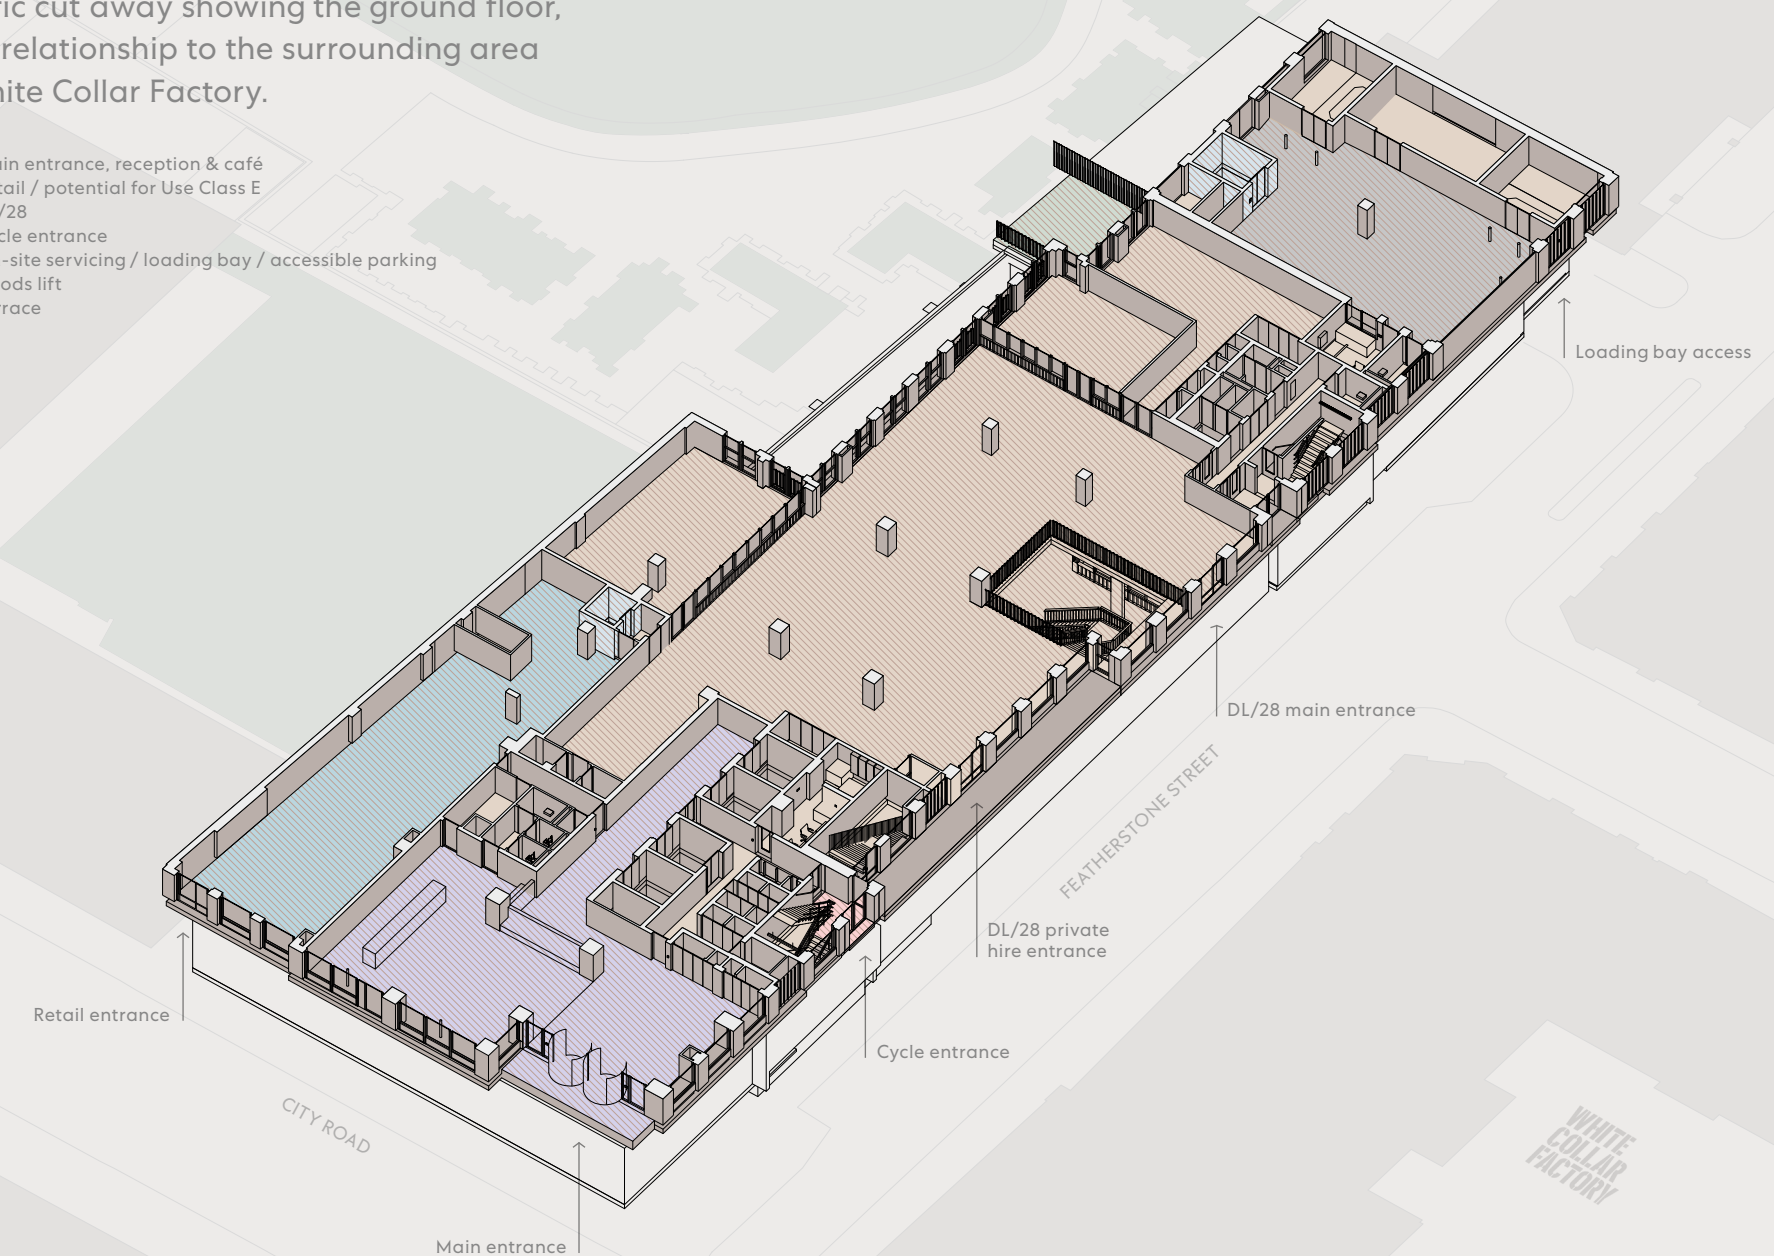 ric cut away showing the ground floor,
relationship to the surrounding area
hite Collar Factory.
ain entrance, reception & café
tail / potential for Use Class E
/28
cle entrance
-site servicing / loading bay / accessible parking
ods lift
rrace
Loading bay access
DL/28 main entrance
FEATHERSTONE STREET
DL/28 private
hire entrance
Retail entrance
Cycle entrance
CITY ROAD
WHITE
COLLAR
FACTORY
Main entrance